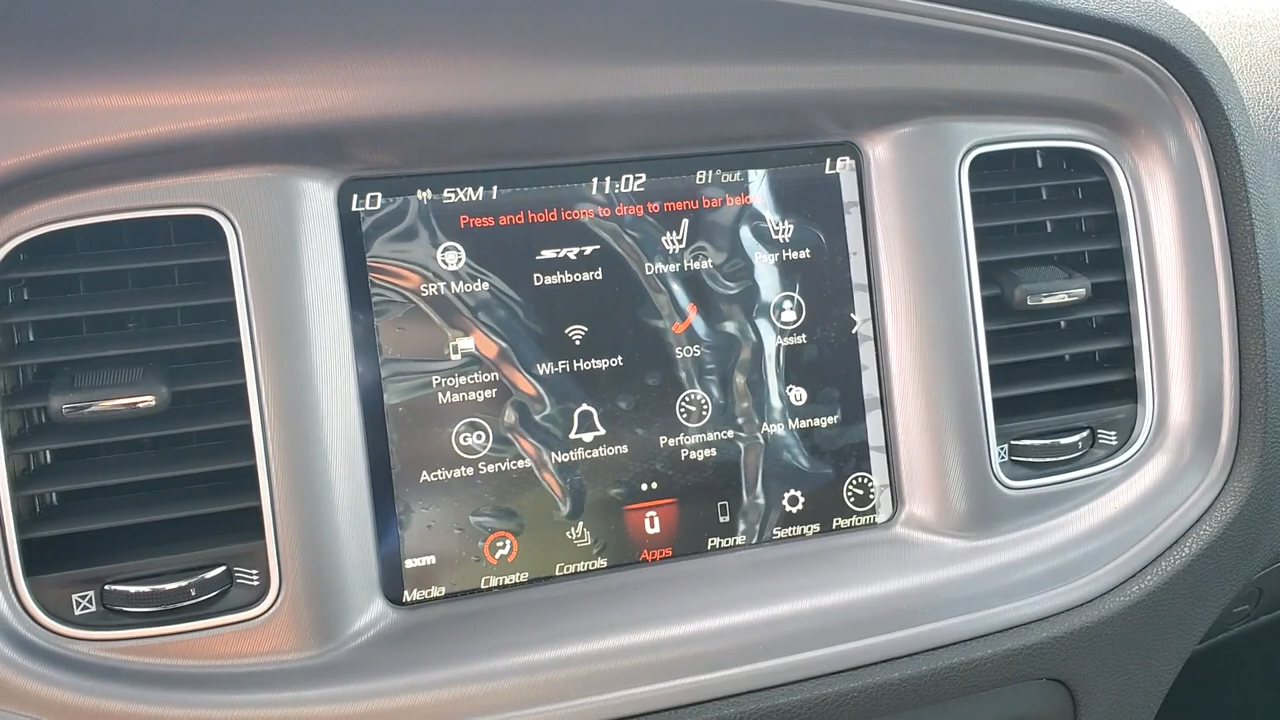 LO SXM 1 11:02 81° out. LO
Press and hold icons to drag to menu bar below
SRT Mode
SRT
Dashboard
Driver Heat
Psgr Heat
Projection
Manager
Wi-Fi Hotspot
SOS
Assist
GO
Activate Services
Notifications
Performance
Pages
App Manager
sxm
Media
Climate
Controls
Apps
Phone
Settings
Perform